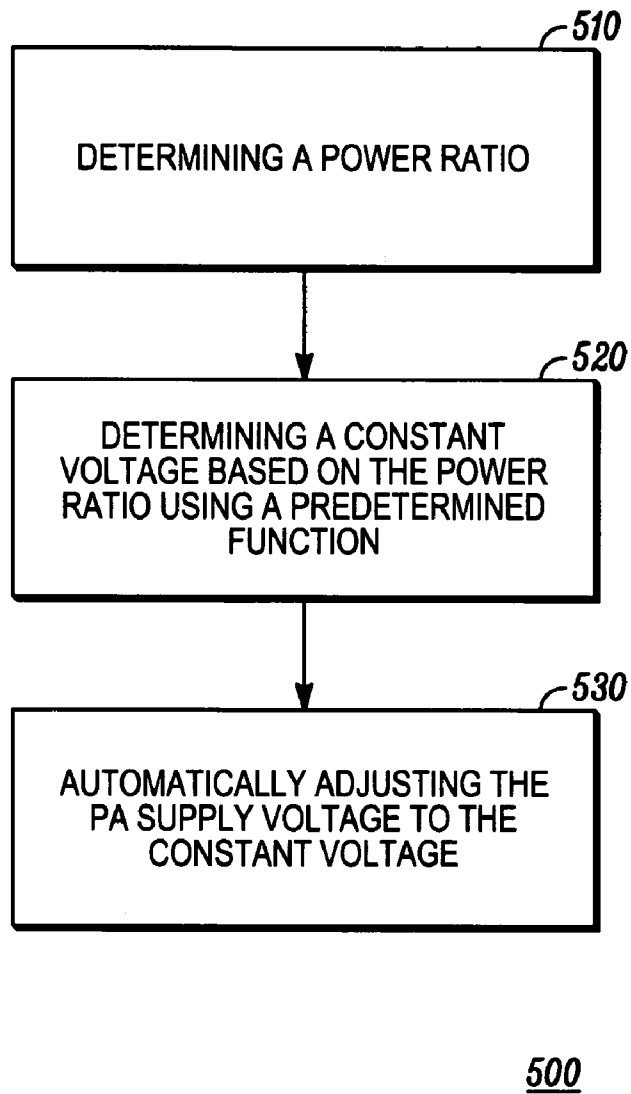 510
DETERMINING A POWER RATIO
520
DETERMINING A CONSTANT
VOLTAGE BASED ON THE POWER
RATIO USING A PREDETERMINED
FUNCTION
530
AUTOMATICALLY ADJUSTING THE
PA SUPPLY VOLTAGE TO THE
CONSTANT VOLTAGE
500